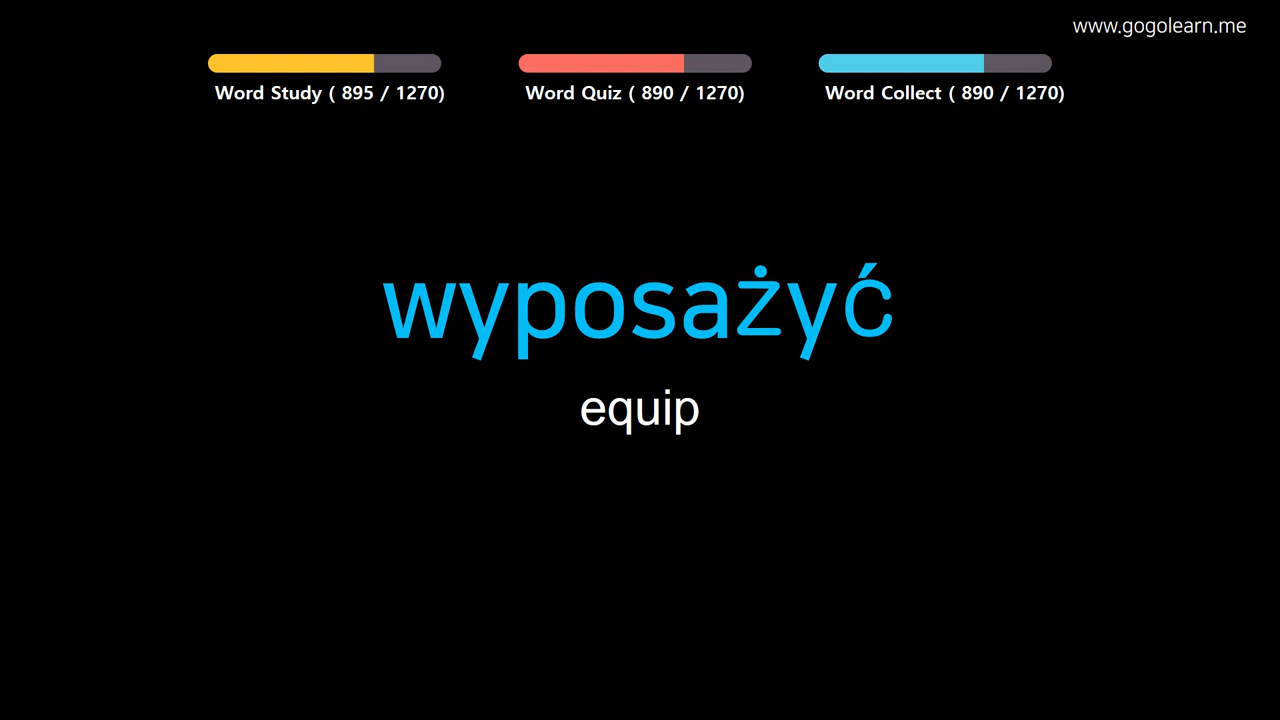 www.gogolearn.me
Word Study ( 895 / 1270)
Word Quiz ( 890 / 1270)
Word Collect ( 890 / 1270)
wyposażyć
equip